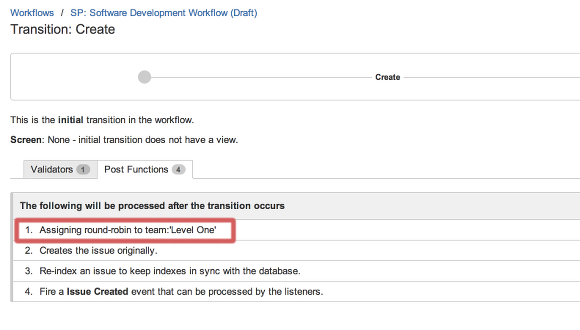 Workflows / SP: Software Development Workflow (Draft)
Transition: Create
Create
This is the initial transition in the workflow.
Screen: None - initial transition does not have a view.
Validators 1 Post Functions 4
The following will be processed after the transition occurs
1. Assigning round-robin to team:'Level One'
2. Creates the issue originally.
3. Re-index an issue to keep indexes in sync with the database.
4. Fire a Issue Created event that can be processed by the listeners.